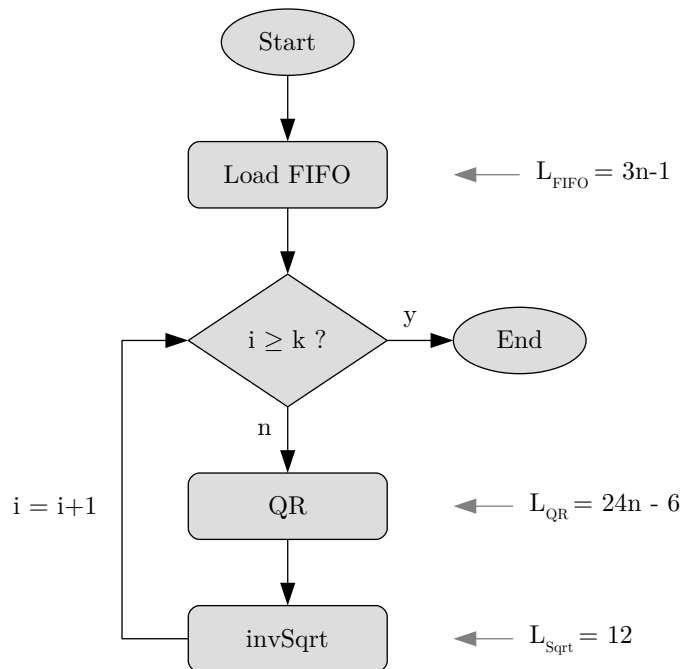 Start
Load FIFO
L_FIFO = 3n-1
i ≥ k ?
y
End
n
QR
L_QR = 24n - 6
i = i+1
invSqrt
L_Sqrt = 12